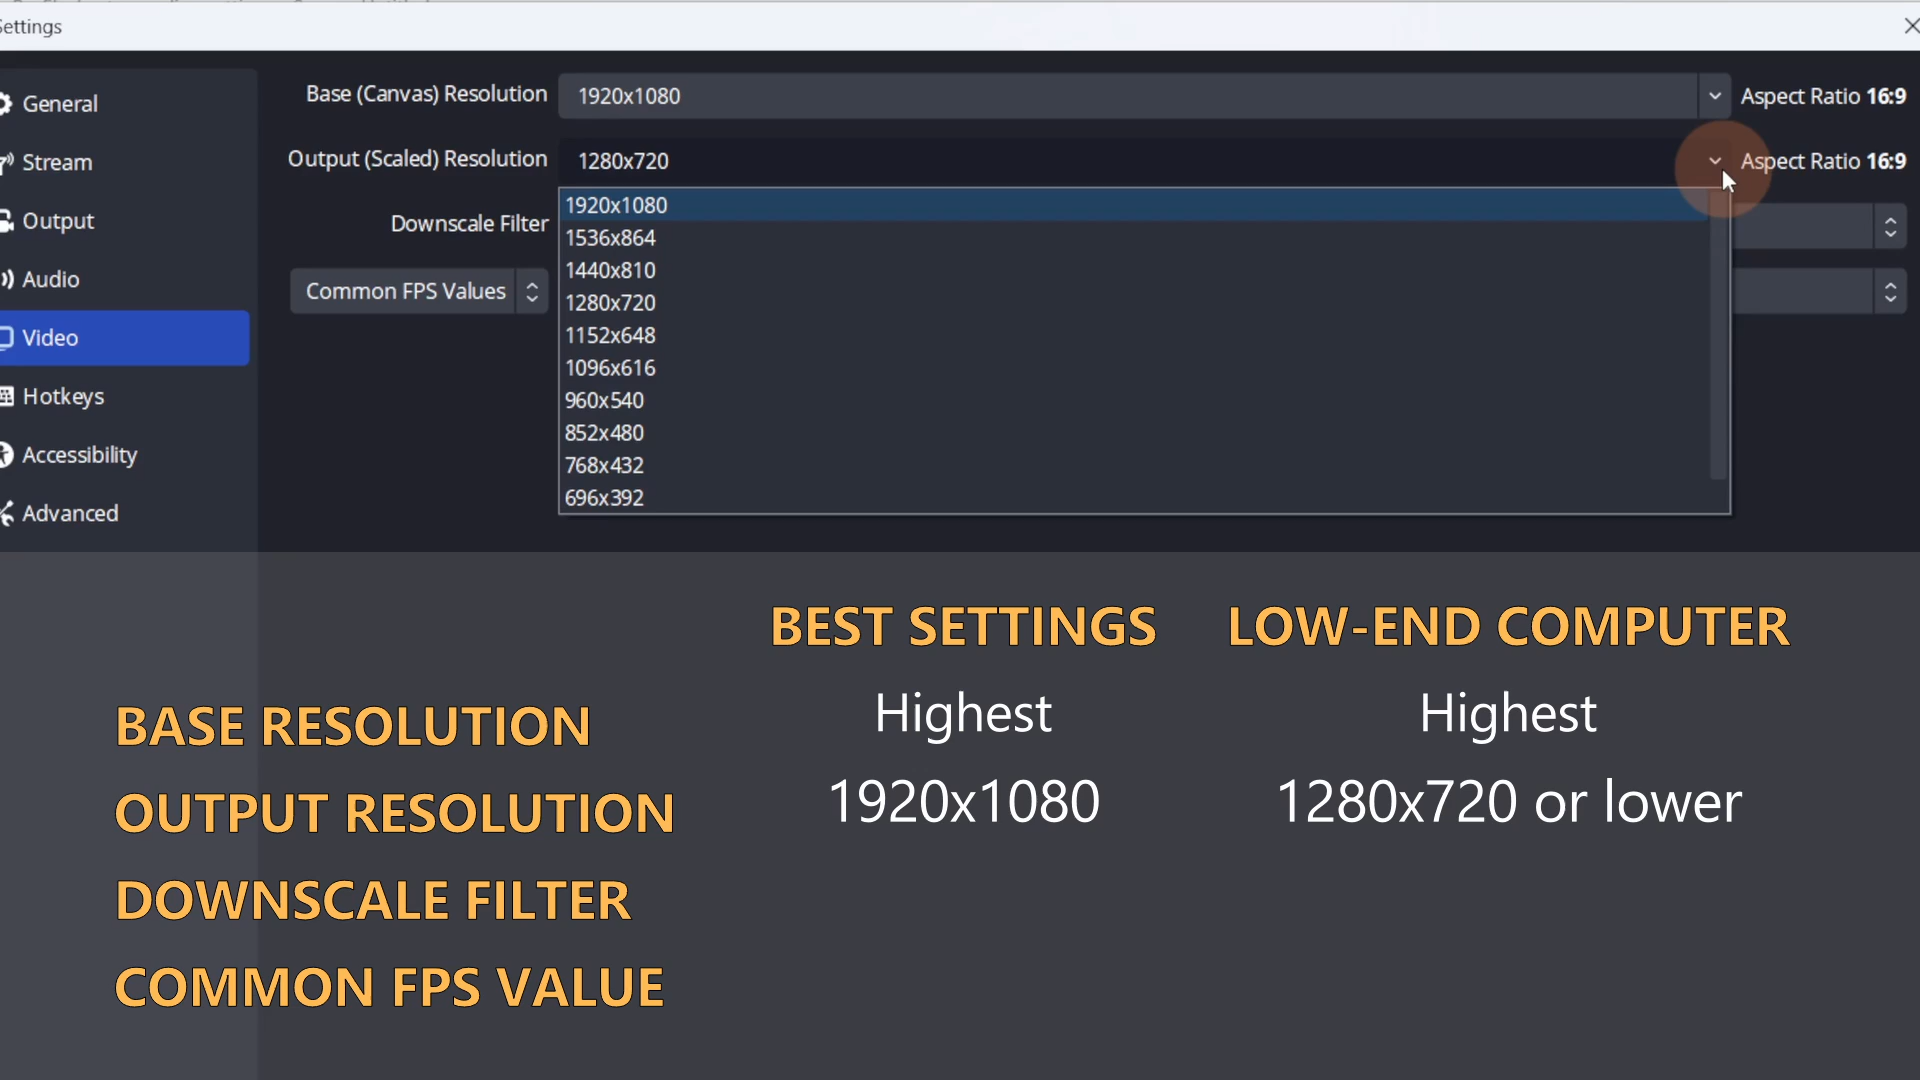 Settings
General
Stream
Output
Audio
Video
Hotkeys
Accessibility
Advanced
Base (Canvas) Resolution 1920x1080 Aspect Ratio 16:9
Output (Scaled) Resolution 1280x720 Aspect Ratio 16:9
Downscale Filter
Common FPS Values
1920x1080
1536x864
1440x810
1280x720
1152x648
1096x616
960x540
852x480
768x432
696x392
BEST SETTINGS LOW-END COMPUTER
BASE RESOLUTION Highest Highest
OUTPUT RESOLUTION 1920x1080 1280x720 or lower
DOWNSCALE FILTER
COMMON FPS VALUE